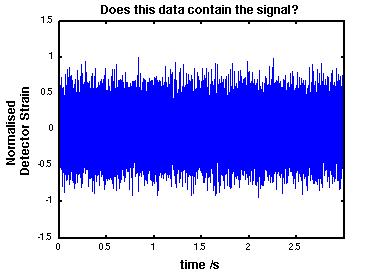 Does this data contain the signal?
1.5
1
0.5
0
-0.5
-1
-1.5
Normalised
Detector Strain
0 0.5 1 1.5 2 2.5
time /s